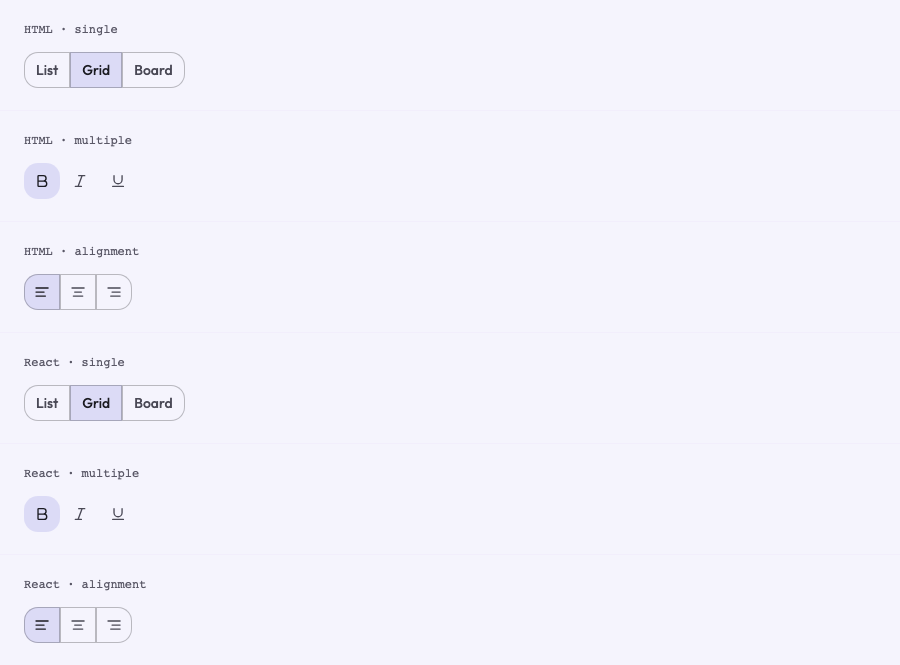 HTML · single
List Grid Board
HTML · multiple
B I U
HTML · alignment
React · single
List Grid Board
React · multiple
B I U
React · alignment